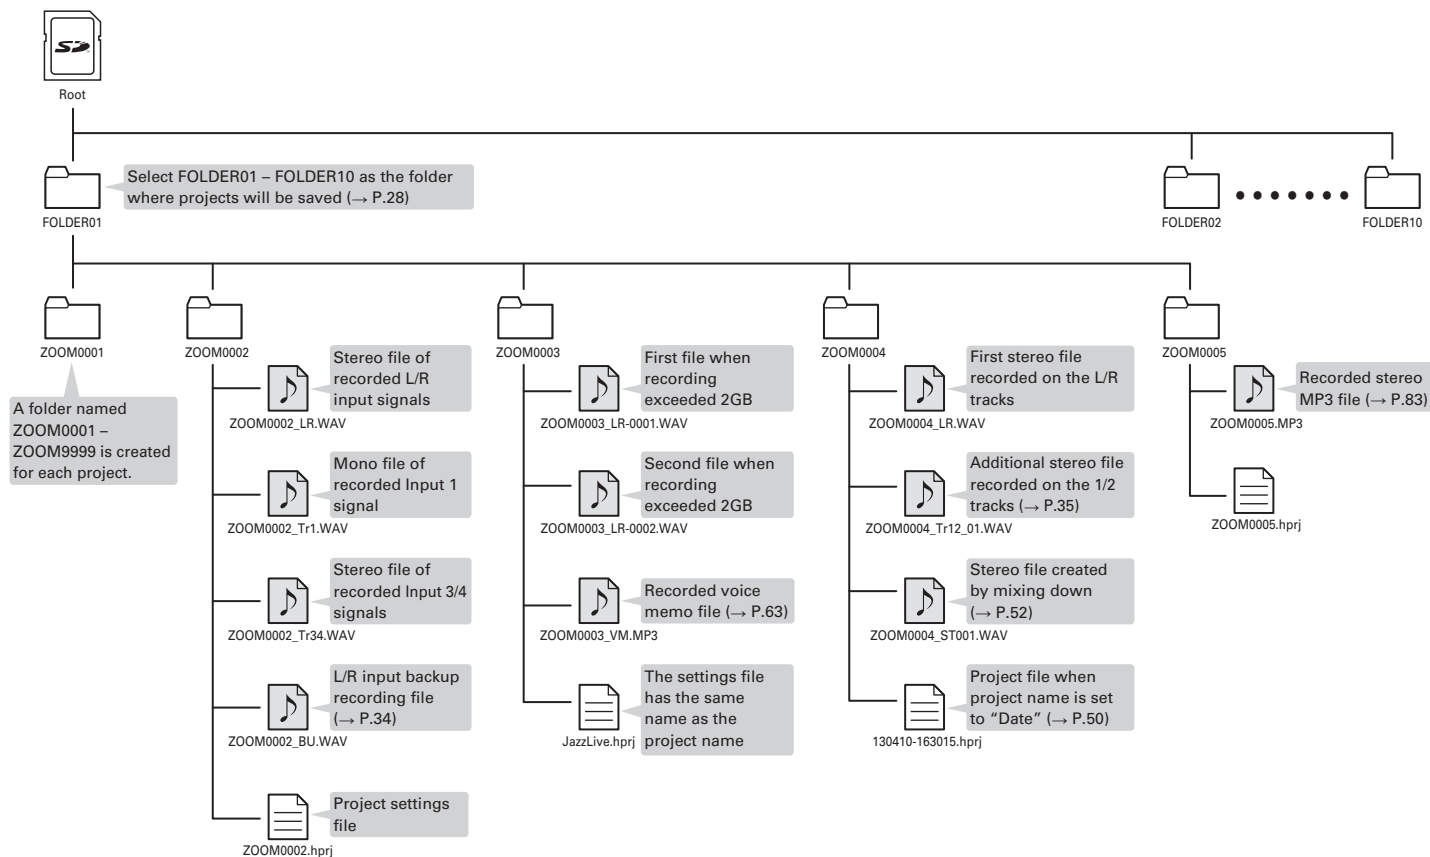 SD
Root
FOLDER01
Select FOLDER01 – FOLDER10 as the folder
where projects will be saved (→ P.28)
FOLDER02
FOLDER10
ZOOM0001
A folder named
ZOOM0001 –
ZOOM9999 is created
for each project.
ZOOM0002
Stereo file of
recorded L/R
input signals
ZOOM0002_LR.WAV
Mono file of
recorded Input 1
signal
ZOOM0002_Tr1.WAV
Stereo file of
recorded Input 3/4
signals
ZOOM0002_Tr34.WAV
L/R input backup
recording file
(→ P.34)
ZOOM0002_BU.WAV
Project settings
file
ZOOM0002.hprj
ZOOM0003
First file when
recording
exceeded 2GB
ZOOM0003_LR-0001.WAV
Second file when
recording
exceeded 2GB
ZOOM0003_LR-0002.WAV
Recorded voice
memo file (→ P.63)
ZOOM0003_VM.MP3
The settings file
has the same
name as the
project name
JazzLive.hprj
ZOOM0004
First stereo file
recorded on the L/R
tracks
ZOOM0004_LR.WAV
Additional stereo file
recorded on the 1/2
tracks (→ P.35)
ZOOM0004_Tr12_01.WAV
Stereo file created
by mixing down
(→ P.52)
ZOOM0004_ST001.WAV
Project file when
project name is set
to “Date” (→ P.50)
130410-163015.hprj
ZOOM0005
Recorded stereo
MP3 file (→ P.83)
ZOOM0005.MP3
ZOOM0005.hprj